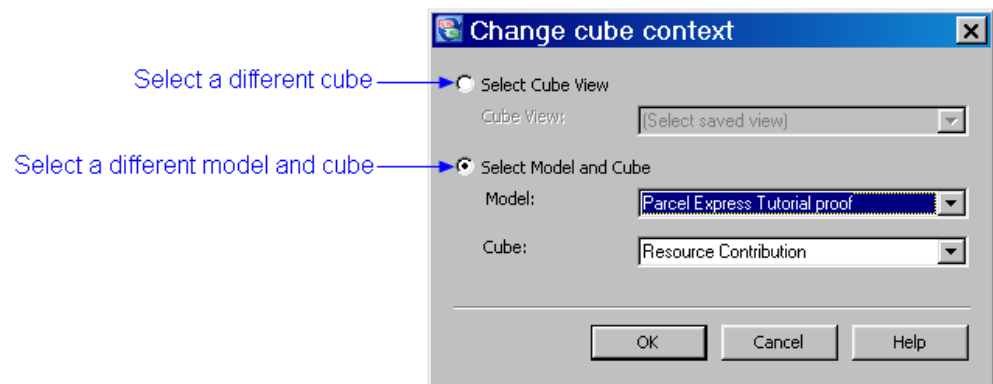 Change cube context
Select a different cube
Select Cube View
Cube View:
(Select saved view)
Select a different model and cube
Select Model and Cube
Model:
Parcel Express Tutorial proof
Cube:
Resource Contribution
OK
Cancel
Help